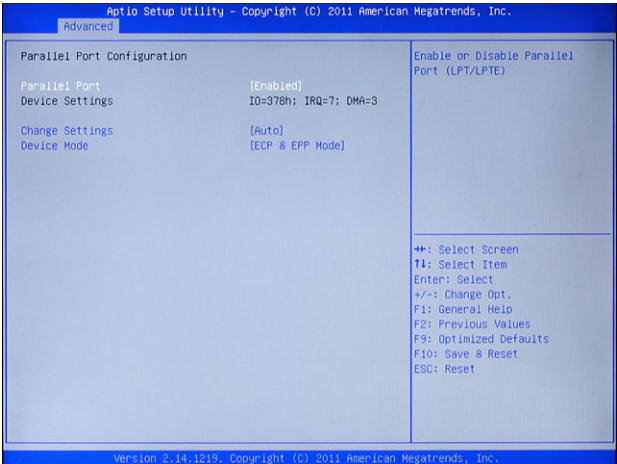 Aptio Setup Utility - Copyright (C) 2011 American Megatrends, Inc.
Advanced
Parallel Port Configuration
Parallel Port [Enabled]
Device Settings IO=378h; IRQ=7; DMA=3
Change Settings [Auto]
Device Mode [ECP & EPP Mode]
Enable or Disable Parallel
Port (LPT/LPTE)
→←: Select Screen
↑↓: Select Item
Enter: Select
+/-: Change Opt.
F1: General Help
F2: Previous Values
F9: Optimized Defaults
F10: Save & Reset
ESC: Reset
Version 2.14.1219. Copyright (C) 2011 American Megatrends, Inc.